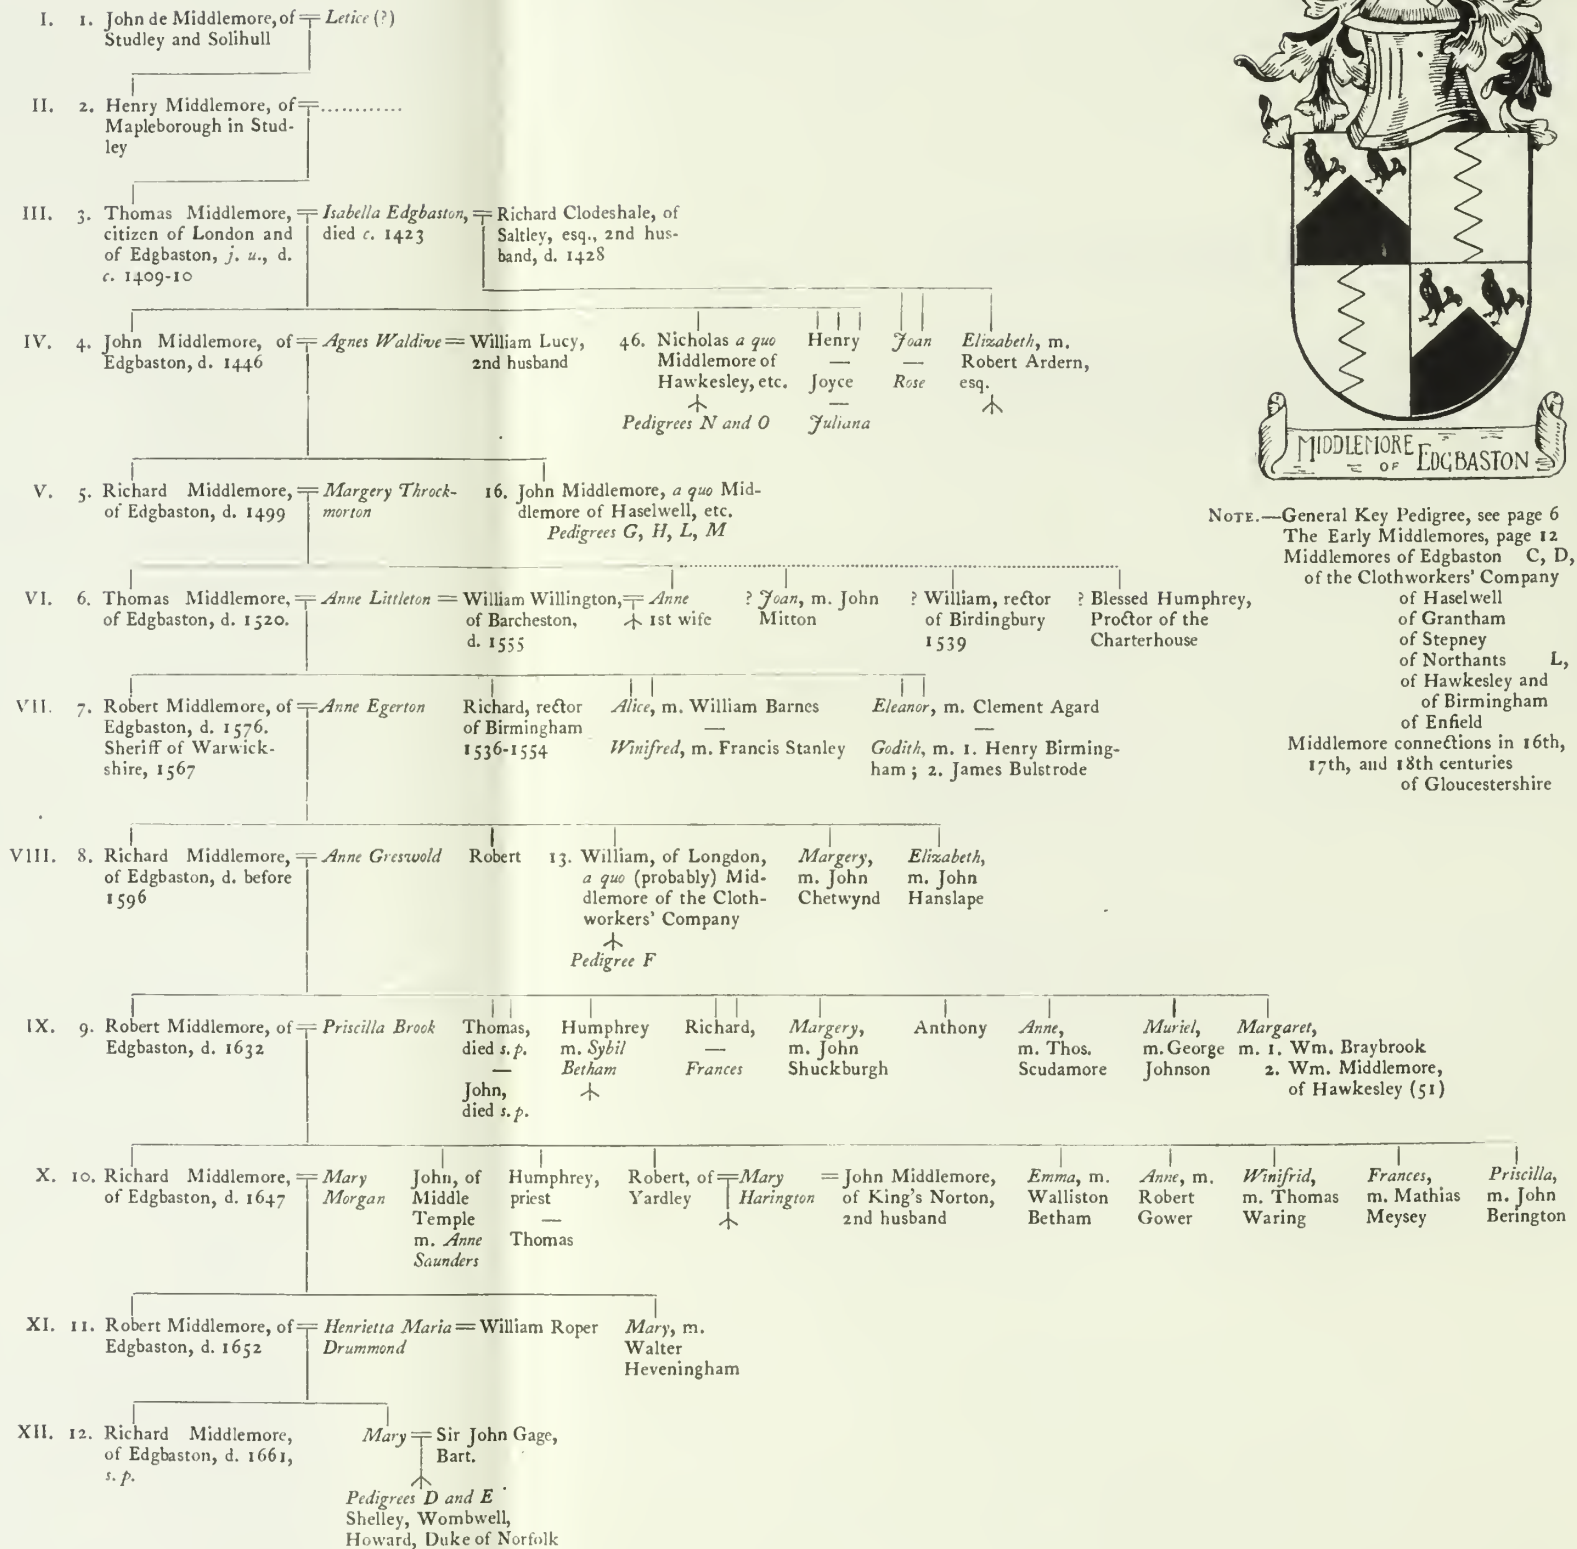 I. 1. John de Middlemore, of Studley and Solihull = Letice (?)
II. 2. Henry Middlemore, of = ............
Mapleborough in Stud-
ley
III. 3. Thomas Middlemore,
citizen of London and
of Edgbaston, j. u., d.
c. 1409-10
= Isabella Edgbaston,
died c. 1423
= Richard Clodeshale, of
Saltley, esq., 2nd hus-
band, d. 1428
IV. 4. John Middlemore, of
Edgbaston, d. 1446
= Agnes Waldive =
William Lucy,
2nd husband
46. Nicholas a quo
Middlemore of
Hawkesley, etc.
Pedigrees N and O
Henry
—
Joyce
—
Juliana
Joan
—
Rose
Elizabeth, m.
Robert Ardern,
esq.
V. 5. Richard Middlemore,
of Edgbaston, d. 1499
= Margery Throck-
morton
16. John Middlemore, a quo Mid-
dlemore of Haselwell, etc.
Pedigrees G, H, L, M
VI. 6. Thomas Middlemore,
of Edgbaston, d. 1520.
= Anne Littleton =
William Willington,
of Barcheston,
d. 1555
= Anne
1st wife
? Joan, m. John
Mitton
? William, rector
of Birdingbury
1539
? Blessed Humphrey,
Proctor of the
Charterhouse
VII. 7. Robert Middlemore, of
Edgbaston, d. 1576.
Sheriff of Warwick-
shire, 1567
= Anne Egerton
Richard, rector
of Birmingham
1536-1554
Alice, m. William Barnes
—
Winifred, m. Francis Stanley
Eleanor, m. Clement Agard
—
Godith, m. 1. Henry Birming-
ham; 2. James Bulstrode
VIII. 8. Richard Middlemore,
of Edgbaston, d. before
1596
= Anne Greswold
Robert
13. William, of Longdon,
a quo (probably) Mid-
dlemore of the Cloth-
workers' Company
Pedigree F
Margery,
m. John
Chetwynd
Elizabeth,
m. John
Hanslape
IX. 9. Robert Middlemore, of
Edgbaston, d. 1632
= Priscilla Brook
Thomas,
died s.p.
—
John,
died s.p.
Humphrey
m. Sybil
Betham
Richard,
—
Frances
Margery,
m. John
Shuckburgh
Anthony
Anne,
m. Thos.
Scudamore
Muriel,
m. George
Johnson
Margaret,
m. 1. Wm. Braybrook
2. Wm. Middlemore,
of Hawkesley (51)
X. 10. Richard Middlemore,
of Edgbaston, d. 1647
= Mary
Morgan
John, of
Middle
Temple
m. Anne
Saunders
Humphrey,
priest
—
Thomas
Robert, of
Yardley
= Mary
Harington
= John Middlemore,
of King's Norton,
2nd husband
Emma, m.
Walliston
Betham
Anne, m.
Robert
Gower
Winifrid,
m. Thomas
Waring
Frances,
m. Mathias
Meysey
Priscilla,
m. John
Berington
XI. 11. Robert Middlemore, of
Edgbaston, d. 1652
= Henrietta Maria
Drummond
= William Roper
Mary, m.
Walter
Heveningham
XII. 12. Richard Middlemore,
of Edgbaston, d. 1661,
s. p.
Mary = Sir John Gage,
Bart.
Pedigrees D and E
Shelley, Wombwell,
Howard, Duke of Norfolk
MIDDLEMORE OF EDGBASTON
NOTE.—General Key Pedigree, see page 6
The Early Middlemores, page 12
Middlemores of Edgbaston C, D,
of the Clothworkers' Company
of Haselwell
of Grantham
of Stepney
of Northants L,
of Hawkesley and
of Birmingham
of Enfield
Middlemore connections in 16th,
17th, and 18th centuries
of Gloucestershire